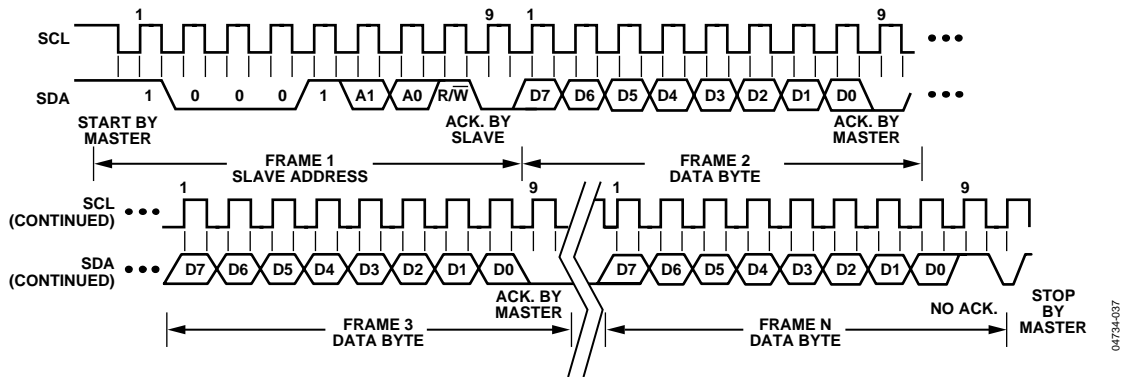 1 9 1 9
SCL
SDA
1 0 0 0 1 A1 A0 R/W̅ D7 D6 D5 D4 D3 D2 D1 D0
START BY
MASTER
ACK. BY
SLAVE
ACK. BY
MASTER
FRAME 1
SLAVE ADDRESS
FRAME 2
DATA BYTE
1 9 1 9
SCL
(CONTINUED)
SDA
(CONTINUED)
D7 D6 D5 D4 D3 D2 D1 D0 D7 D6 D5 D4 D3 D2 D1 D0
ACK. BY
MASTER
NO ACK.
STOP
BY
MASTER
FRAME 3
DATA BYTE
FRAME N
DATA BYTE
04734-037